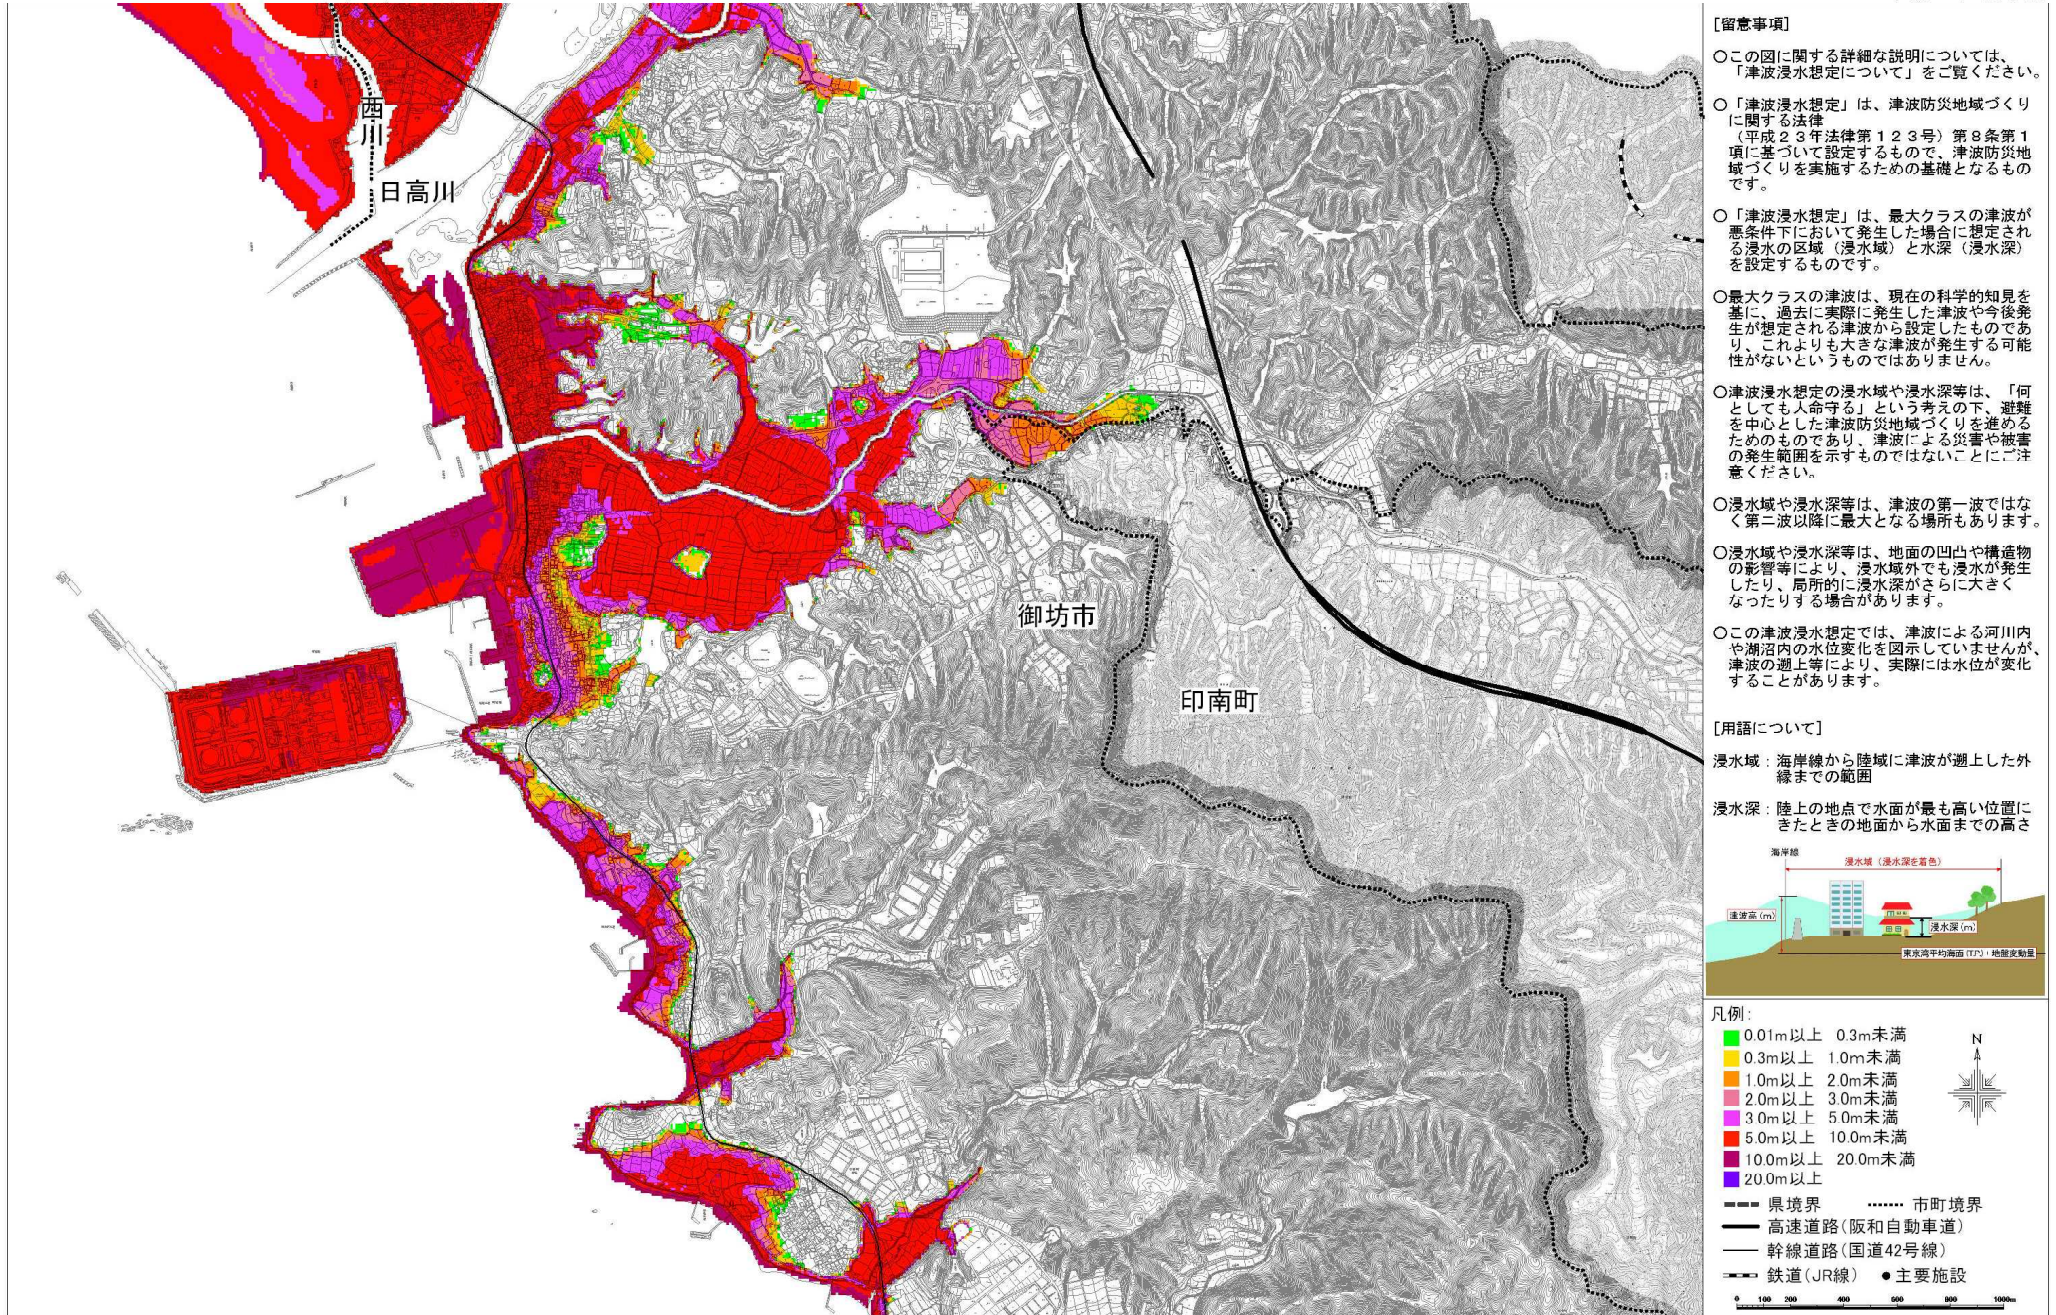 西川
日高川
御坊市
印南町
[留意事項]
○この図に関する詳細な説明については、
「津波浸水想定について」をご覧ください。
○「津波浸水想定」は、津波防災地域づくり
に関する法律
（平成２３年法律第１２３号）第８条第１
項に基づいて設定するもので、津波防災地
域づくりを実施するための基礎となるもの
です。
○「津波浸水想定」は、最大クラスの津波が
悪条件下において発生した場合に想定され
る浸水の区域（浸水域）と水深（浸水深）
を設定するものです。
○最大クラスの津波は、現在の科学的知見を
基に、過去に実際に発生した津波や今後発
生が想定される津波から設定したものであ
り、これよりも大きな津波が発生する可能
性がないというものではありません。
○津波浸水想定の浸水域や浸水深等は、「何
としても人命守る」という考えの下、避難
を中心とした津波防災地域づくりを進める
ためのものであり、津波による災害や被害
の発生範囲を示すものではないことにご注
意ください。
○浸水域や浸水深等は、津波の第一波ではな
く第二波以降に最大となる場所もあります。
○浸水域や浸水深等は、地面の凹凸や構造物
の影響等により、浸水域外でも浸水が発生
したり、局所的に浸水深がさらに大きく
なったりする場合があります。
○この津波浸水想定では、津波による河川内
や湖沼内の水位変化を図示していませんが、
津波の遡上等により、実際には水位が変化
することがあります。
[用語について]
浸水域：海岸線から陸域に津波が遡上した外
縁までの範囲
浸水深：陸上の地点で水面が最も高い位置に
きたときの地面から水面までの高さ
海岸線
浸水域（浸水深を着色）
津波高(m)
浸水深(m)
東京湾平均海面(T.P.)+地盤変動量
凡例:
0.01m以上 0.3m未満
0.3m以上 1.0m未満
1.0m以上 2.0m未満
2.0m以上 3.0m未満
3.0m以上 5.0m未満
5.0m以上 10.0m未満
10.0m以上 20.0m未満
20.0m以上
N
県境界 市町境界
高速道路(阪和自動車道)
幹線道路(国道42号線)
鉄道(JR線) ●主要施設
0 100 200 400 600 800 1000m